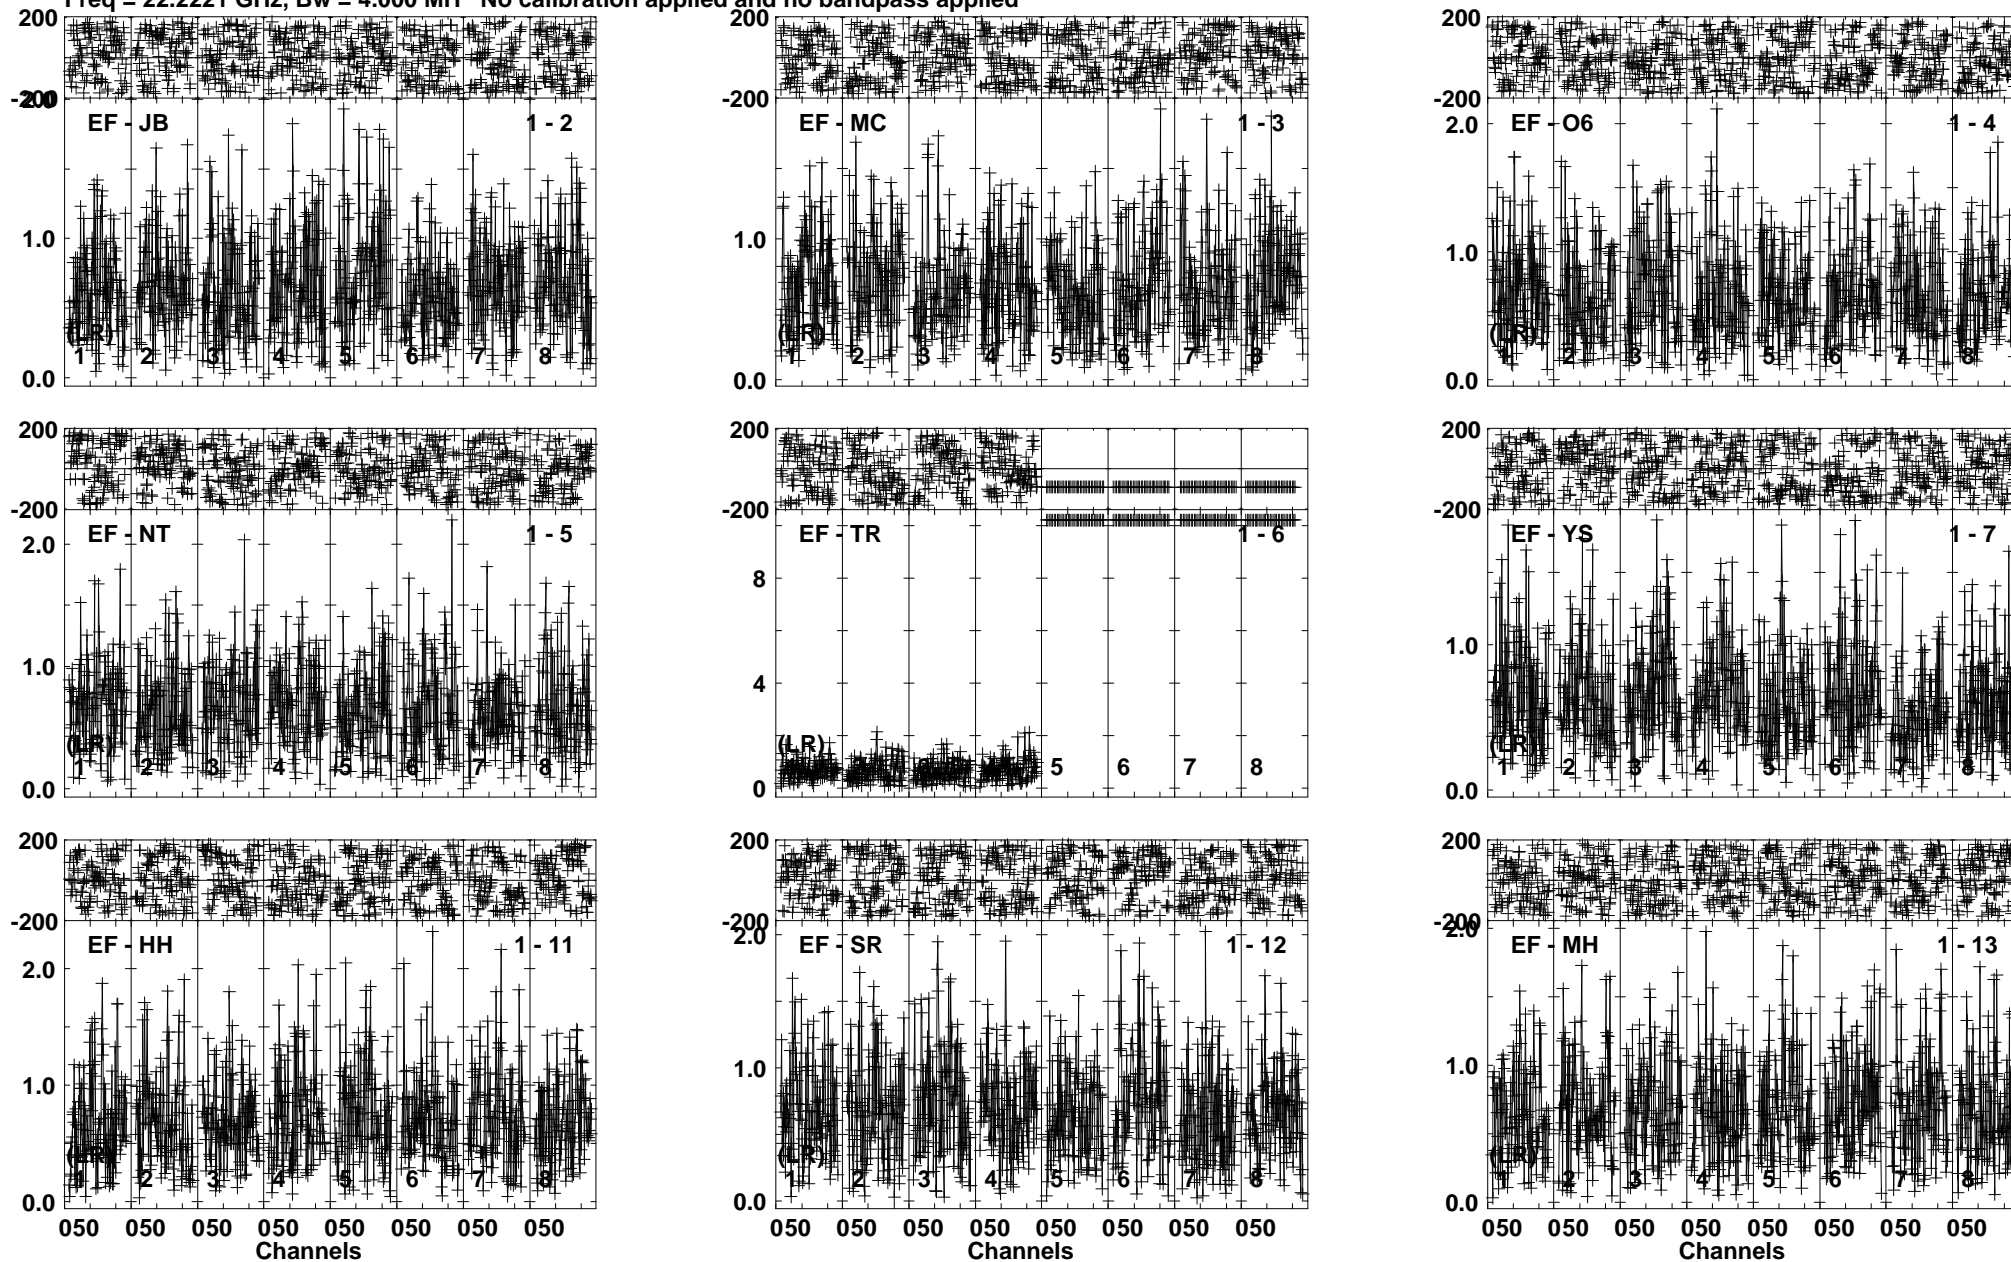 Freq = 22.2221 GHz, Bw = 4.000 MH No calibration applied and no bandpass applied
200 200 200
-200 -200 -200
2.0 2.0
EF - JB 1 - 2 EF - MC 1 - 3 EF - O6 1 - 4
1.0 1.0 1.0
(LR) (LR) (LR)
1 2 3 4 5 6 7 8 1 2 3 4 5 6 7 8 1 2 3 4 5 6 7 8
0.0 0.0 0.0
200 200 200
-200 -200 -200
EF - NT 1 - 5 EF - TR 1 - 6 EF - YS 1 - 7
2.0 8
1.0 4 1.0
(LR) (LR) (LR)
1 2 3 4 5 6 7 8 5 6 7 8 1 2 3 4 5 6 7 8
0.0 0 0.0
200 200 200
-200 -200 -200
2.0 2.0
EF - HH 1 - 11 EF - SR 1 - 12 EF - MH 1 - 13
2.0
1.0 1.0 1.0
(LR) (LR) (LR)
1 2 3 4 5 6 7 8 1 2 3 4 5 6 7 8 1 2 3 4 5 6 7 8
0.0 0.0 0.0
050 050 050 050 050 050 050 050 050 050 050 050 050 050 050 050 050 050 050 050 050 050 050 050
Channels Channels Channels